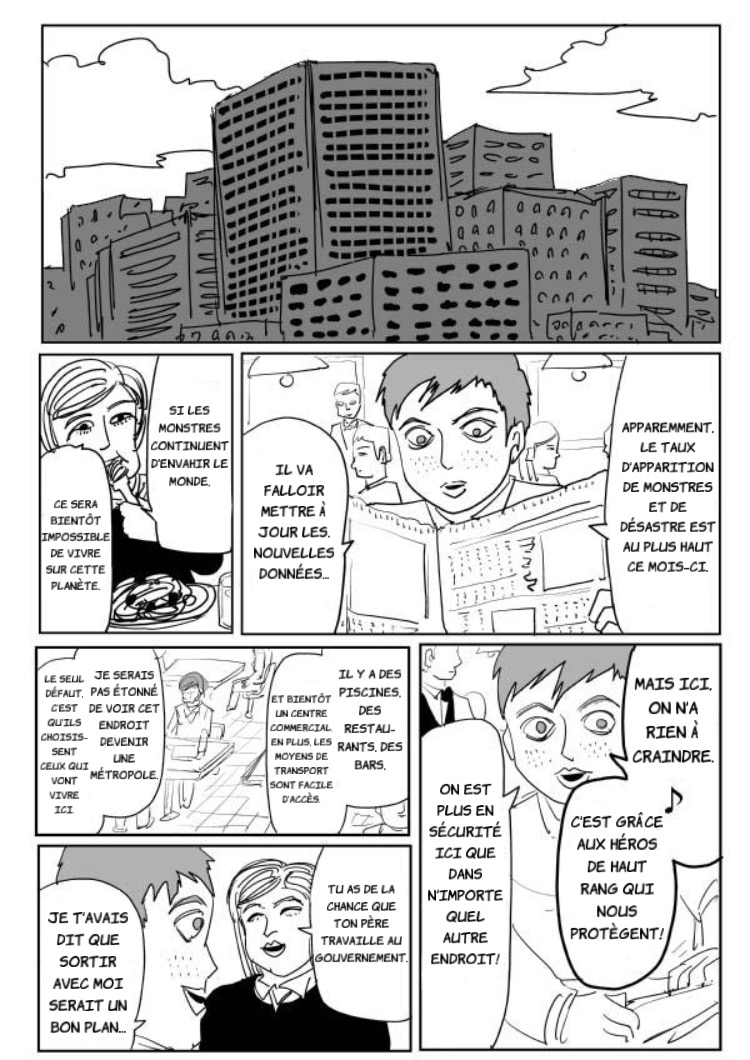 APPAREMMENT,
LE TAUX
D'APPARITION
DE MONSTRES
ET DE
DÉSASTRE EST
AU PLUS HAUT
CE MOIS-CI.
IL VA
FALLOIR
METTRE À
JOUR LES.
NOUVELLES
DONNÉES...
SI LES
MONSTRES
CONTINUENT
D'ENVAHIR LE
MONDE,
CE SERA
BIENTÔT
IMPOSSIBLE
DE VIVRE
SUR CETTE
PLANÈTE.
MAIS ICI,
ON N'A
RIEN À
CRAINDRE.
C'EST GRÂCE
AUX HÉROS
DE HAUT
RANG QUI
NOUS
PROTÈGENT!
ON EST
PLUS EN
SÉCURITÉ
ICI QUE
DANS
N'IMPORTE
QUEL
AUTRE
ENDROIT!
IL Y A DES
PISCINES,
DES
RESTAU-
RANTS, DES
BARS,
ET BIENTÔT
UN CENTRE
COMMERCIAL
EN PLUS, LES
MOYENS DE
TRANSPORT
SONT FACILE
D'ACCÈS.
JE SERAIS
PAS ÉTONNÉ
DE VOIR CET
ENDROIT
DEVENIR
UNE
MÉTROPOLE.
LE SEUL
DÉFAUT,
C'EST
QU'ILS
CHOISIS-
SENT
CEUX QUI
VONT
VIVRE
ICI.
TU AS DE LA
CHANCE QUE
TON PÈRE
TRAVAILLE AU
GOUVERNEMENT.
JE T'AVAIS
DIT QUE
SORTIR
AVEC MOI
SERAIT UN
BON PLAN...